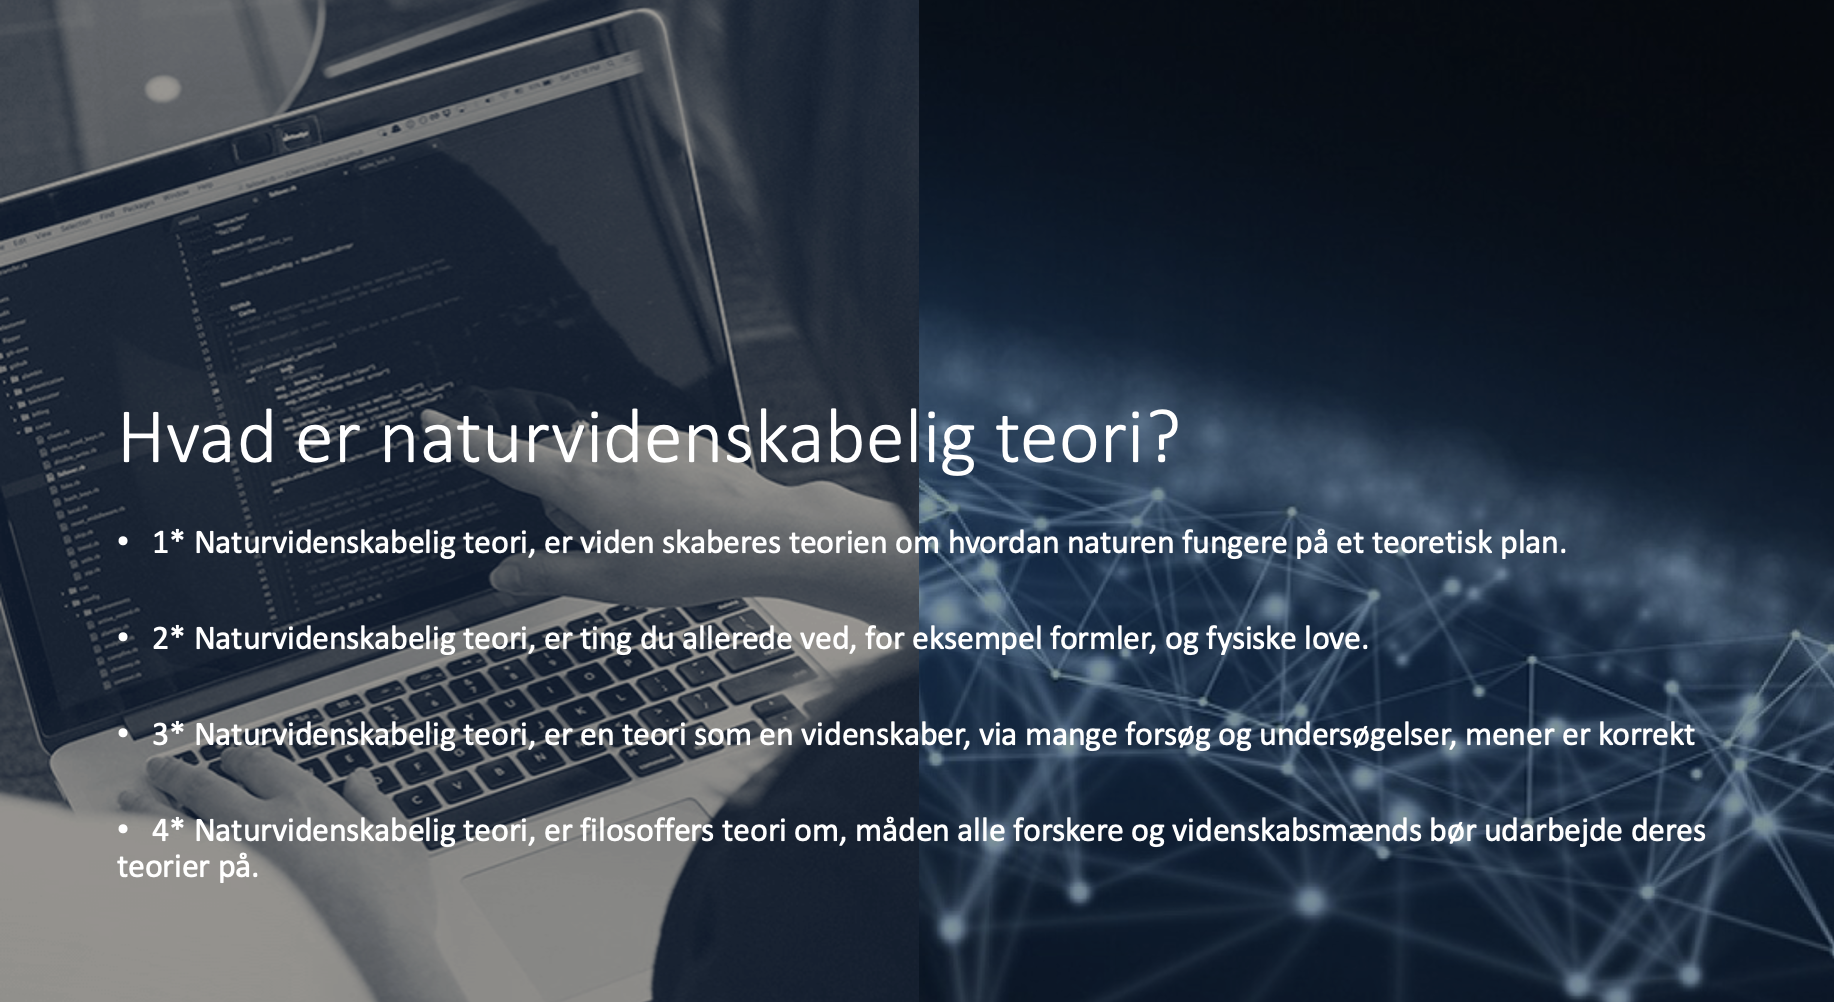 Hvad er naturvidenskabelig teori?
• 1* Naturvidenskabelig teori, er viden skaberes teorien om hvordan naturen fungere på et teoretisk plan.
• 2* Naturvidenskabelig teori, er ting du allerede ved, for eksempel formler, og fysiske love.
• 3* Naturvidenskabelig teori, er en teori som en videnskaber, via mange forsøg og undersøgelser, mener er korrekt
• 4* Naturvidenskabelig teori, er filosoffers teori om, måden alle forskere og videnskabsmænds bør udarbejde deres
teorier på.